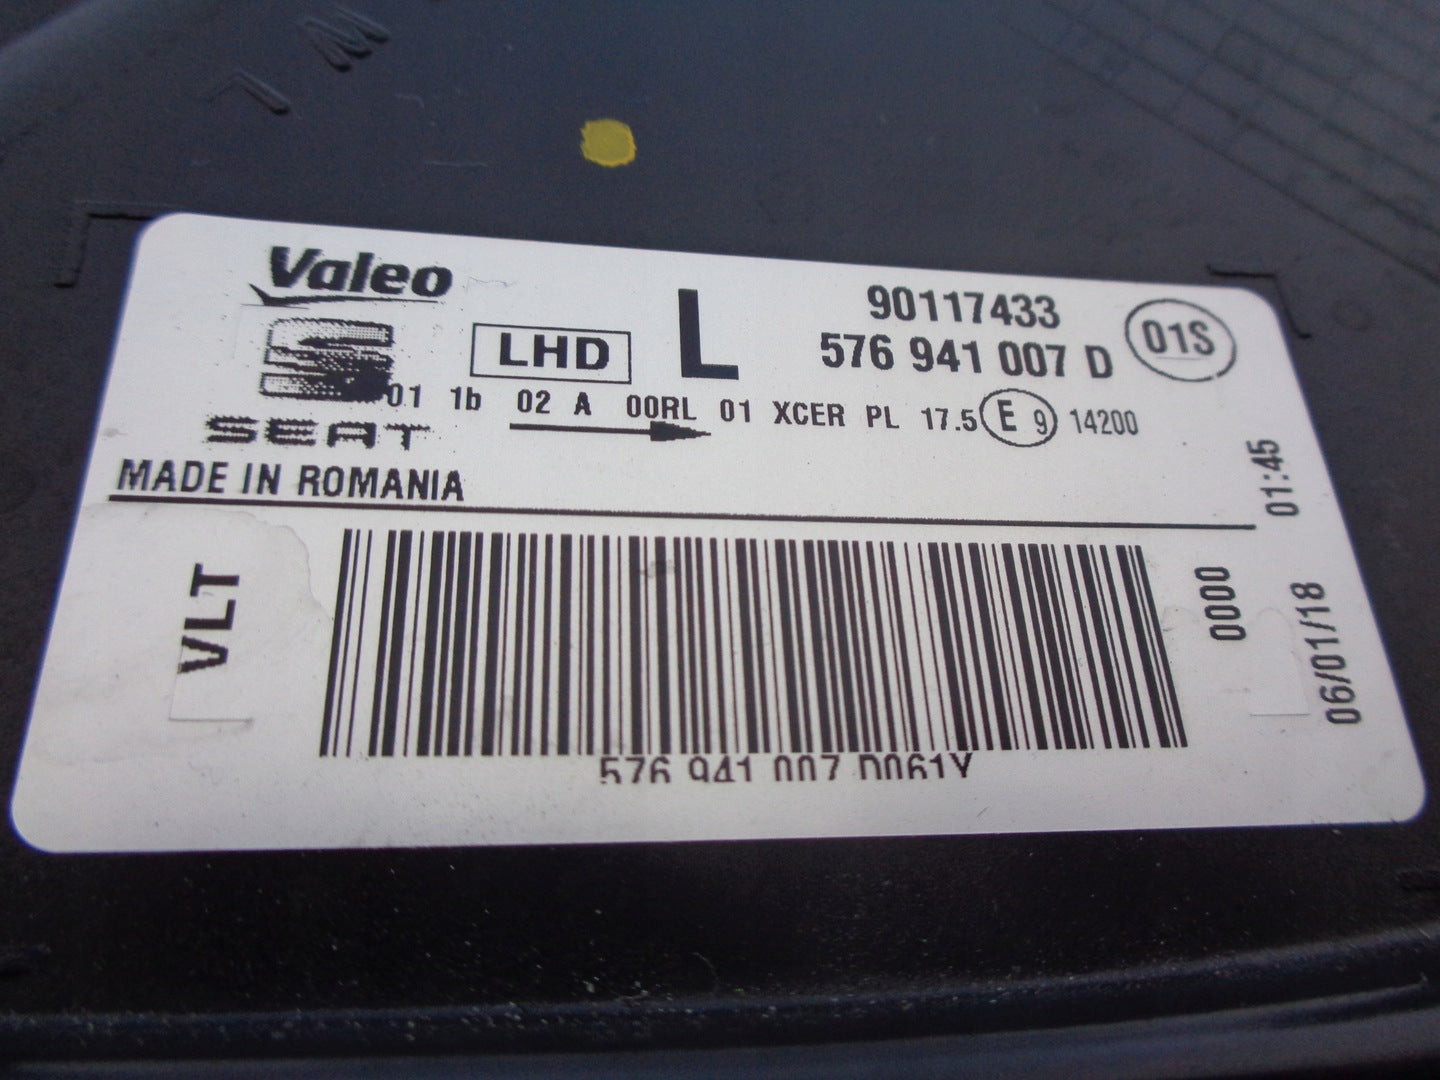 Valeo
SEAT
LHD
L
90117433
576 941 007 D
01S
01 1b 02 A 00RL 01 XCER PL 17.5 E 9 14200
MADE IN ROMANIA
VLT
576 941 007 D061Y
0000
01:45
06/01/18